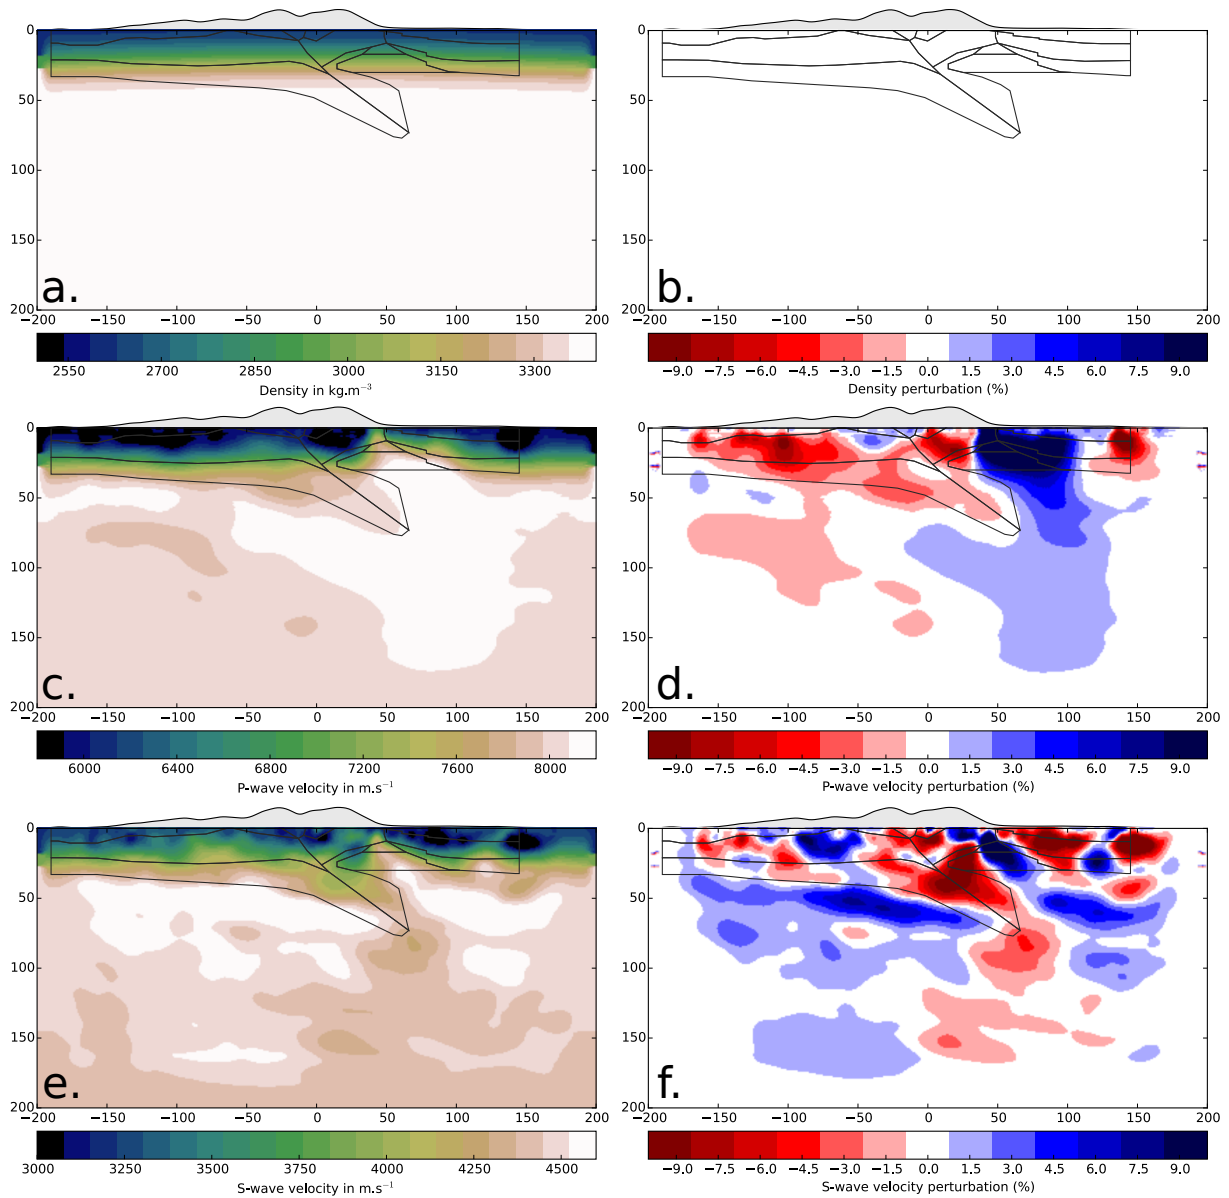 0
50
100
150
200
a.
−200 −150 −100 −50 0 50 100 150 200
2550 2700 2850 3000 3150 3300
Density in kg.m⁻³
0
50
100
150
200
b.
−200 −150 −100 −50 0 50 100 150 200
−9.0 −7.5 −6.0 −4.5 −3.0 −1.5 0.0 1.5 3.0 4.5 6.0 7.5 9.0
Density perturbation (%)
0
50
100
150
200
c.
−200 −150 −100 −50 0 50 100 150 200
6000 6400 6800 7200 7600 8000
P-wave velocity in m.s⁻¹
0
50
100
150
200
d.
−200 −150 −100 −50 0 50 100 150 200
−9.0 −7.5 −6.0 −4.5 −3.0 −1.5 0.0 1.5 3.0 4.5 6.0 7.5 9.0
P-wave velocity perturbation (%)
0
50
100
150
200
e.
−200 −150 −100 −50 0 50 100 150 200
3000 3250 3500 3750 4000 4250 4500
S-wave velocity in m.s⁻¹
0
50
100
150
200
f.
−200 −150 −100 −50 0 50 100 150 200
−9.0 −7.5 −6.0 −4.5 −3.0 −1.5 0.0 1.5 3.0 4.5 6.0 7.5 9.0
S-wave velocity perturbation (%)